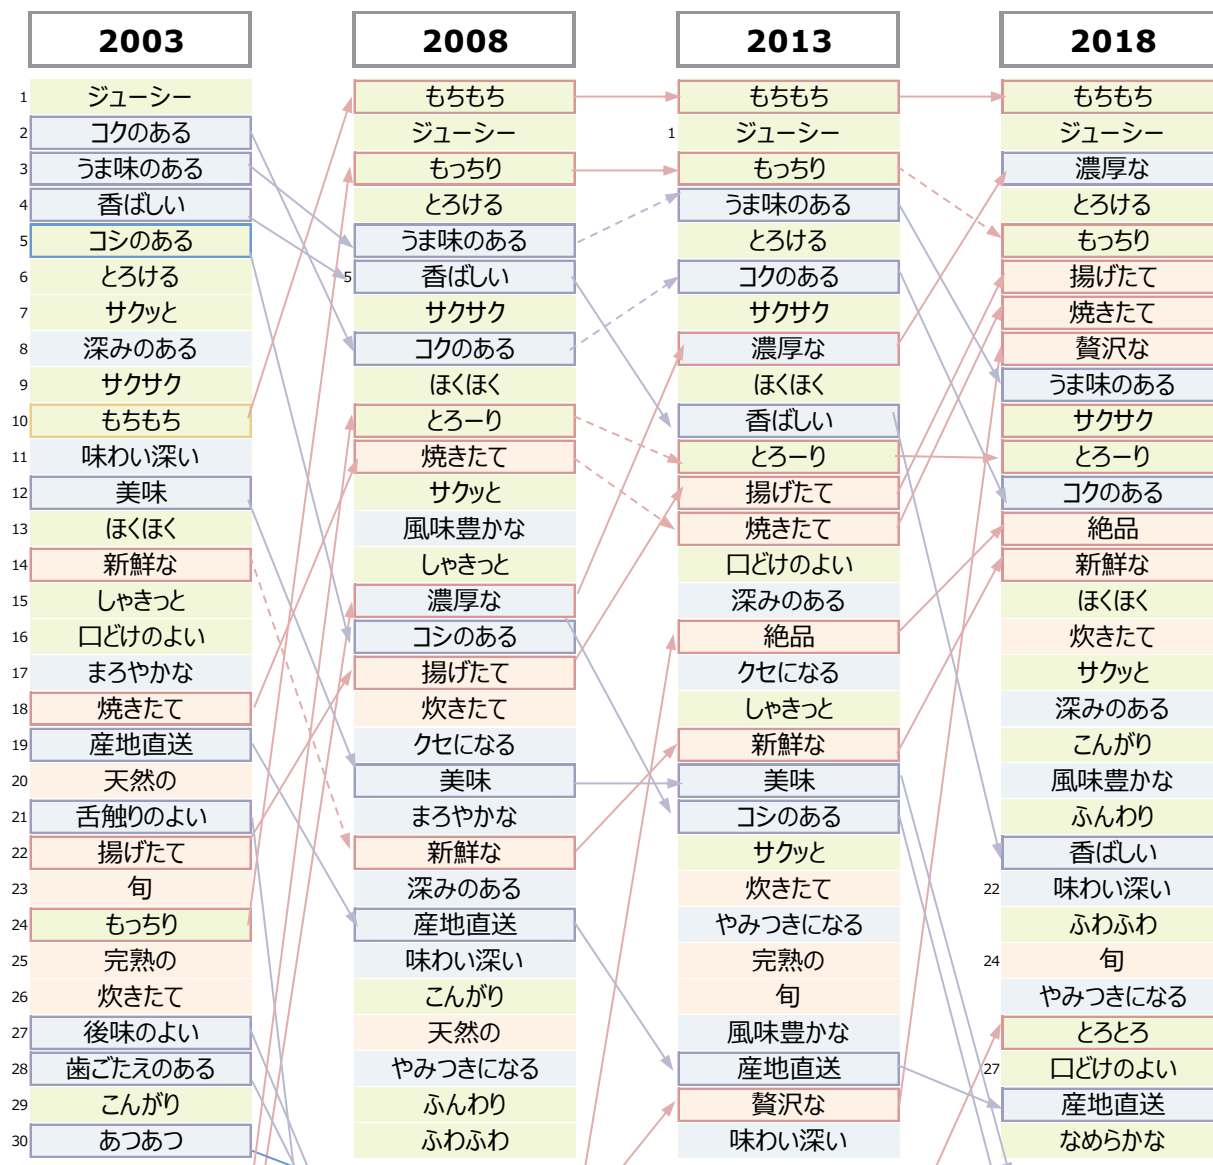 2003 2008 2013 2018
1 ジューシー もちもち もちもち もちもち
2 コクのある ジューシー 1 ジューシー ジューシー
3 うま味のある もっちり もっちり 濃厚な
4 香ばしい とろける うま味のある とろける
5 コシのある うま味のある とろける もっちり
6 とろける 5 香ばしい コクのある 揚げたて
7 サクッと サクサク サクサク 焼きたて
8 深みのある コクのある 濃厚な 贅沢な
9 サクサク ほくほく ほくほく うま味のある
10 もちもち とろーり 香ばしい サクサク
11 味わい深い 焼きたて とろーり とろーり
12 美味 サクッと 揚げたて コクのある
13 ほくほく 風味豊かな 焼きたて 絶品
14 新鮮な しゃきっと 口どけのよい 新鮮な
15 しゃきっと 濃厚な 深みのある ほくほく
16 口どけのよい コシのある 絶品 炊きたて
17 まろやかな 揚げたて クセになる サクッと
18 焼きたて 炊きたて しゃきっと 深みのある
19 産地直送 クセになる 新鮮な こんがり
20 天然の 美味 美味 風味豊かな
21 舌触りのよい まろやかな コシのある ふんわり
22 揚げたて 新鮮な サクッと 香ばしい
23 旬 深みのある 炊きたて 22 味わい深い
24 もっちり 産地直送 やみつきになる ふわふわ
25 完熟の 味わい深い 完熟の 24 旬
26 炊きたて こんがり 旬 やみつきになる
27 後味のよい 天然の 風味豊かな とろとろ
28 歯ごたえのある やみつきになる 産地直送 27 口どけのよい
29 こんがり ふんわり 贅沢な 産地直送
30 あつあつ ふわふわ 味わい深い なめらかな